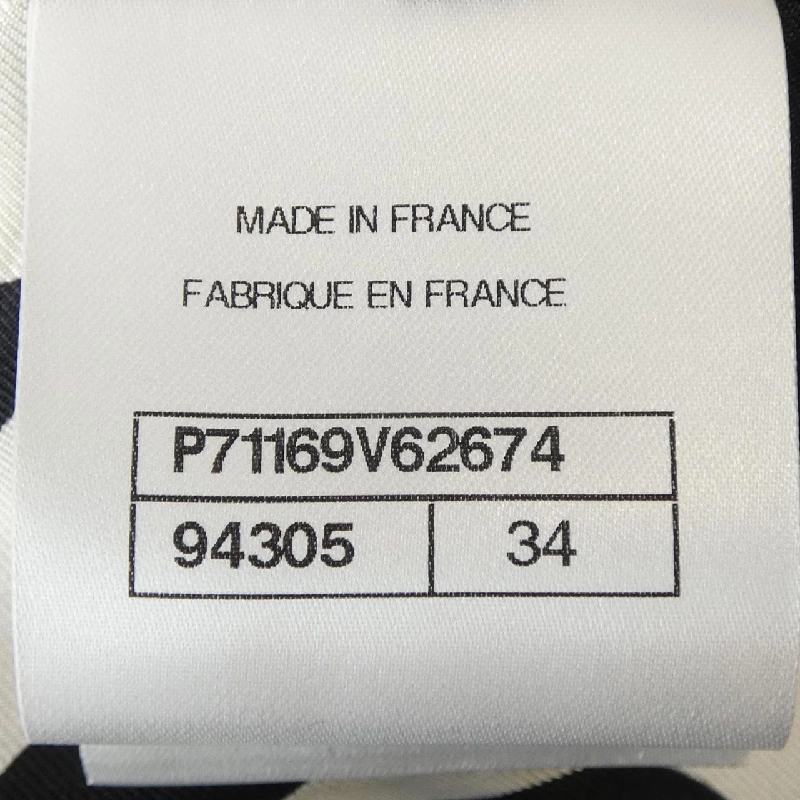 MADE IN FRANCE
FABRIQUE EN FRANCE
P71169V62674
94305 34